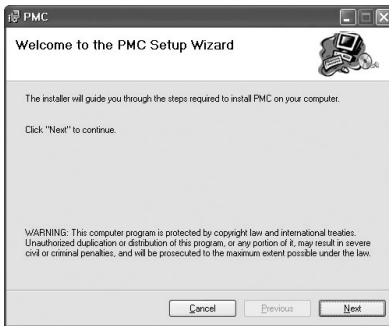 PMC
Welcome to the PMC Setup Wizard
The installer will guide you through the steps required to install PMC on your computer.
Click "Next" to continue.
WARNING: This computer program is protected by copyright law and international treaties.
Unauthorized duplication or distribution of this program, or any portion of it, may result in severe
civil or criminal penalties, and will be prosecuted to the maximum extent possible under the law.
Cancel Previous Next